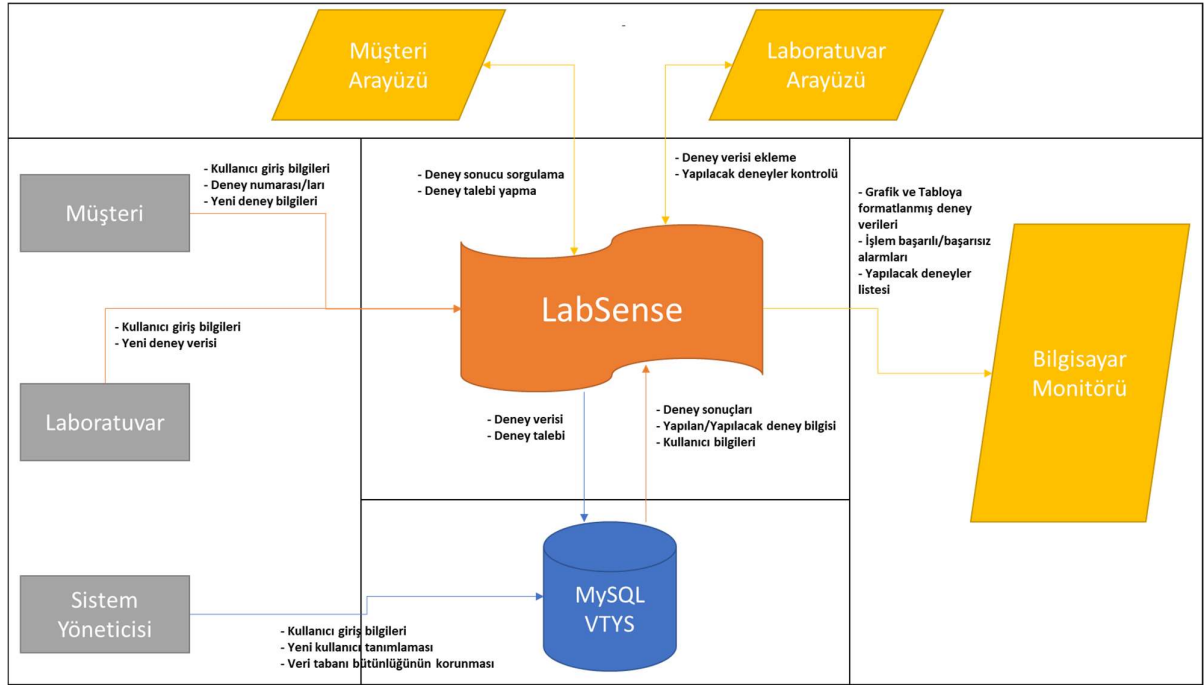 Müşteri
Arayüzü
-
Laboratuvar
Arayüzü
- Kullanıcı giriş bilgileri
- Deney numarası/ları
- Yeni deney bilgileri
Müşteri
- Deney sonucu sorgulama
- Deney talebi yapma
- Deney verisi ekleme
- Yapılacak deneyler kontrolü
- Grafik ve Tabloya
formatlanmış deney
verileri
- İşlem başarılı/başarısız
alarmları
- Yapılacak deneyler
listesi
LabSense
- Kullanıcı giriş bilgileri
- Yeni deney verisi
Laboratuvar
Bilgisayar
Monitörü
- Deney verisi
- Deney talebi
- Deney sonuçları
- Yapılan/Yapılacak deney bilgisi
- Kullanıcı bilgileri
Sistem
Yöneticisi
MySQL
VTYS
- Kullanıcı giriş bilgileri
- Yeni kullanıcı tanımlaması
- Veri tabanı bütünlüğünün korunması